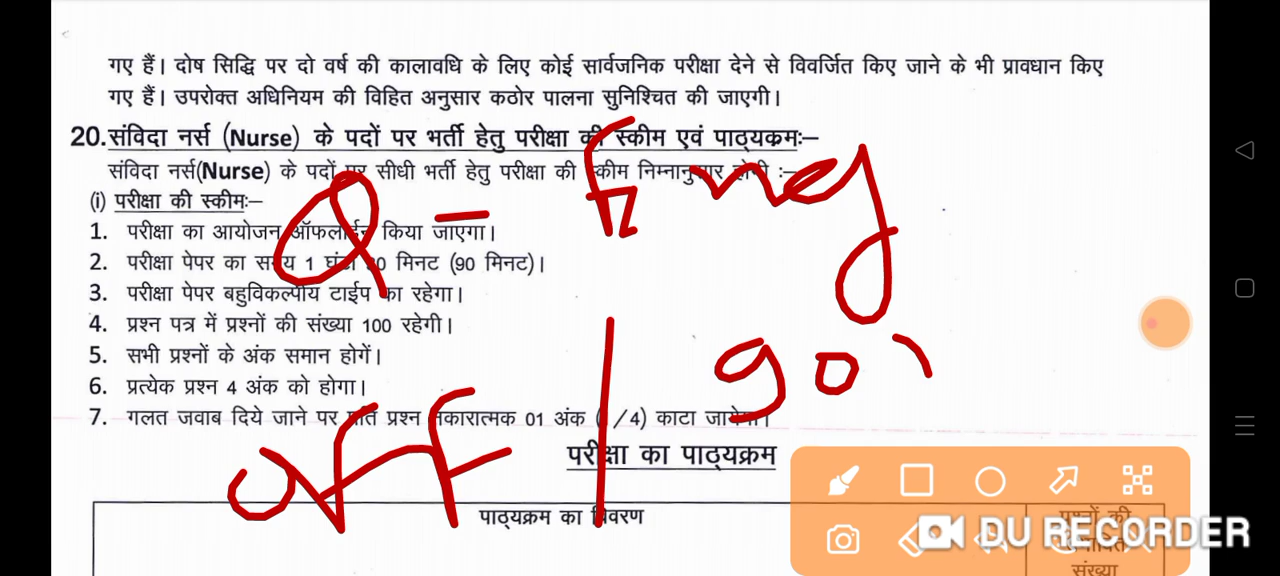 गए हैं। दोष सिद्धि पर दो वर्ष की कालावधि के लिए कोई सार्वजनिक परीक्षा देने से विवर्जित किए जाने के भी प्रावधान किए
गए हैं। उपरोक्त अधिनियम की विहित अनुसार कठोर पालना सुनिश्चित की जाएगी।
20. संविदा नर्स (Nurse) के पदों पर भर्ती हेतु परीक्षा की स्कीम एवं पाठ्यक्रमः–
संविदा नर्स(Nurse) के पदों पर सीधी भर्ती हेतु परीक्षा की स्कीम निम्नानुसार होगी :–
(i) परीक्षा की स्कीमः–
1. परीक्षा का आयोजन ऑफलाईन किया जाएगा।
2. परीक्षा पेपर का समय 1 घंटा 30 मिनट (90 मिनट)।
3. परीक्षा पेपर बहुविकल्पीय टाईप का रहेगा।
4. प्रश्न पत्र में प्रश्नों की संख्या 100 रहेगी।
5. सभी प्रश्नों के अंक समान होगें।
6. प्रत्येक प्रश्न 4 अंक को होगा।
7. गलत जवाब दिये जाने पर प्रति प्रश्न नकारात्मक 01 अंक (1/4) काटा जायेगा।
off
90
परीक्षा का पाठ्यक्रम
पाठ्यक्रम का विवरण
प्रश्नों की
संख्या
DU RECORDER